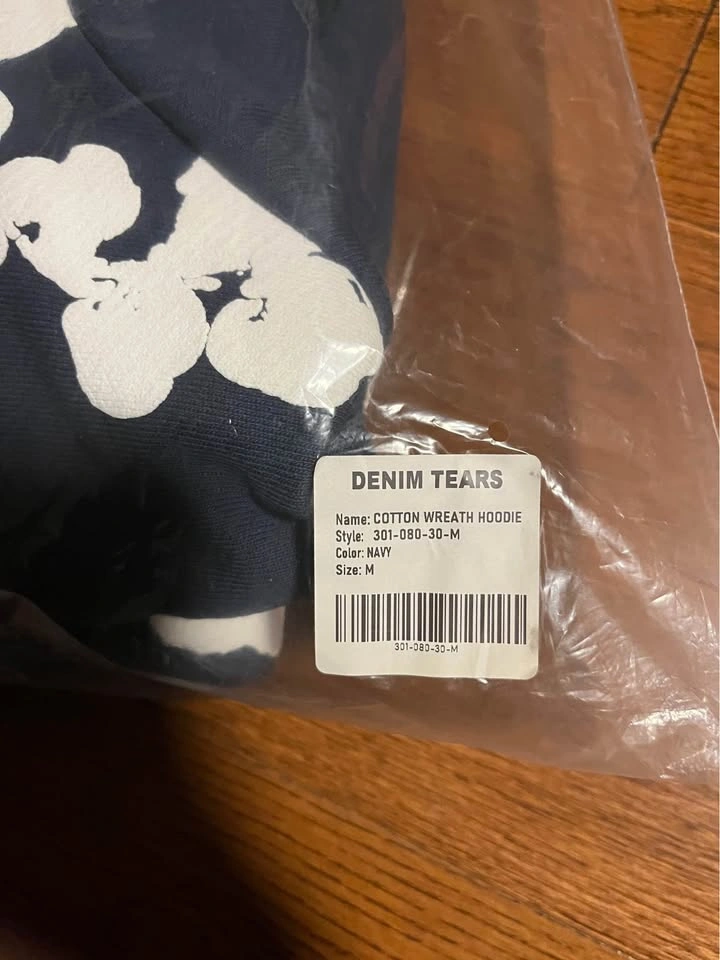 DENIM TEARS
Name: COTTON WREATH HOODIE
Style: 301-080-30-M
Color: NAVY
Size: M
301-080-30-M